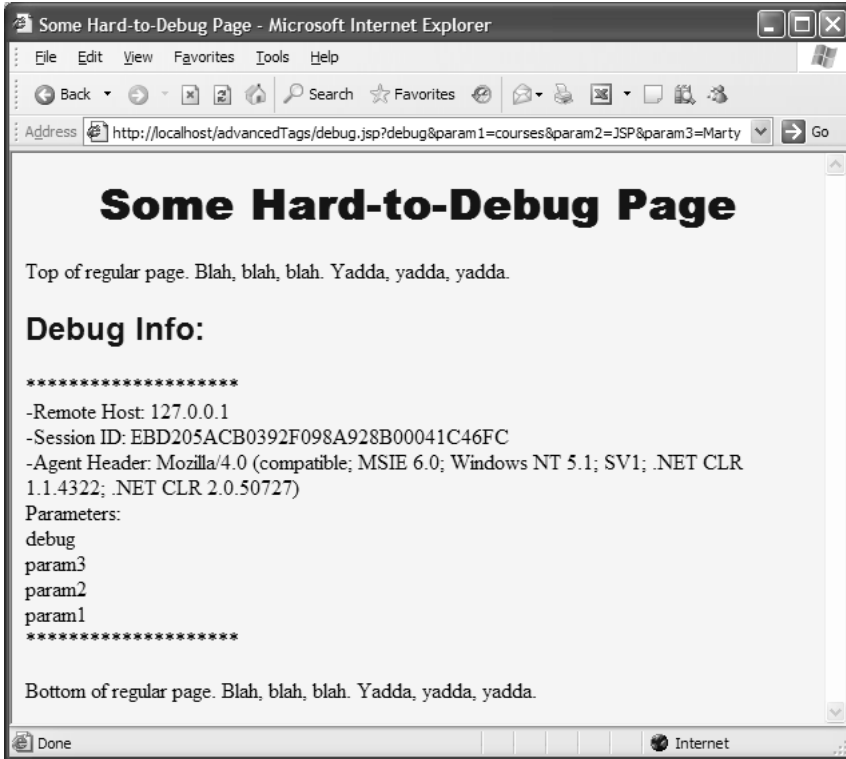 Some Hard-to-Debug Page - Microsoft Internet Explorer
File Edit View Favorites Tools Help
Back Search Favorites
Address http://localhost/advancedTags/debug.jsp?debug&param1=courses&param2=JSP&param3=Marty Go
Some Hard-to-Debug Page
Top of regular page. Blah, blah, blah. Yadda, yadda, yadda.
Debug Info:
********************
-Remote Host: 127.0.0.1
-Session ID: EBD205ACB0392F098A928B00041C46FC
-Agent Header: Mozilla/4.0 (compatible; MSIE 6.0; Windows NT 5.1; SV1; .NET CLR
1.1.4322; .NET CLR 2.0.50727)
Parameters:
debug
param3
param2
param1
********************
Bottom of regular page. Blah, blah, blah. Yadda, yadda, yadda.
Done Internet